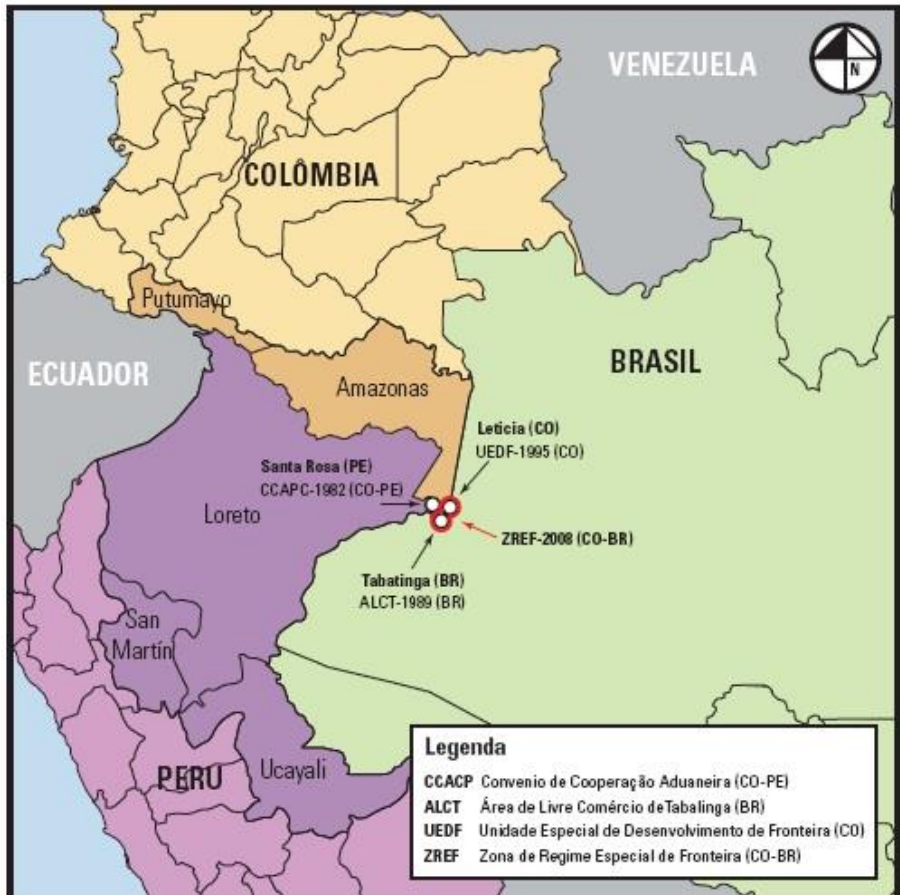 VENEZUELA
N
COLÔMBIA
Putumayo
ECUADOR
BRASIL
Amazonas
Leticia (CO)
UEDF-1995 (CO)
Santa Rosa (PE)
CCAPC-1982 (CO-PE)
Loreto
ZREF-2008 (CO-BR)
Tabatinga (BR)
ALCT-1989 (BR)
San
Martín
PERU
Ucayali
Legenda
CCACP Convenio de Cooperação Aduaneira (CO-PE)
ALCT Área de Livre Comércio deTabalinga (BR)
UEDF Unidade Especial de Desenvolvimento de Fronteira (CO)
ZREF Zona de Regime Especial de Fronteira (CO-BR)